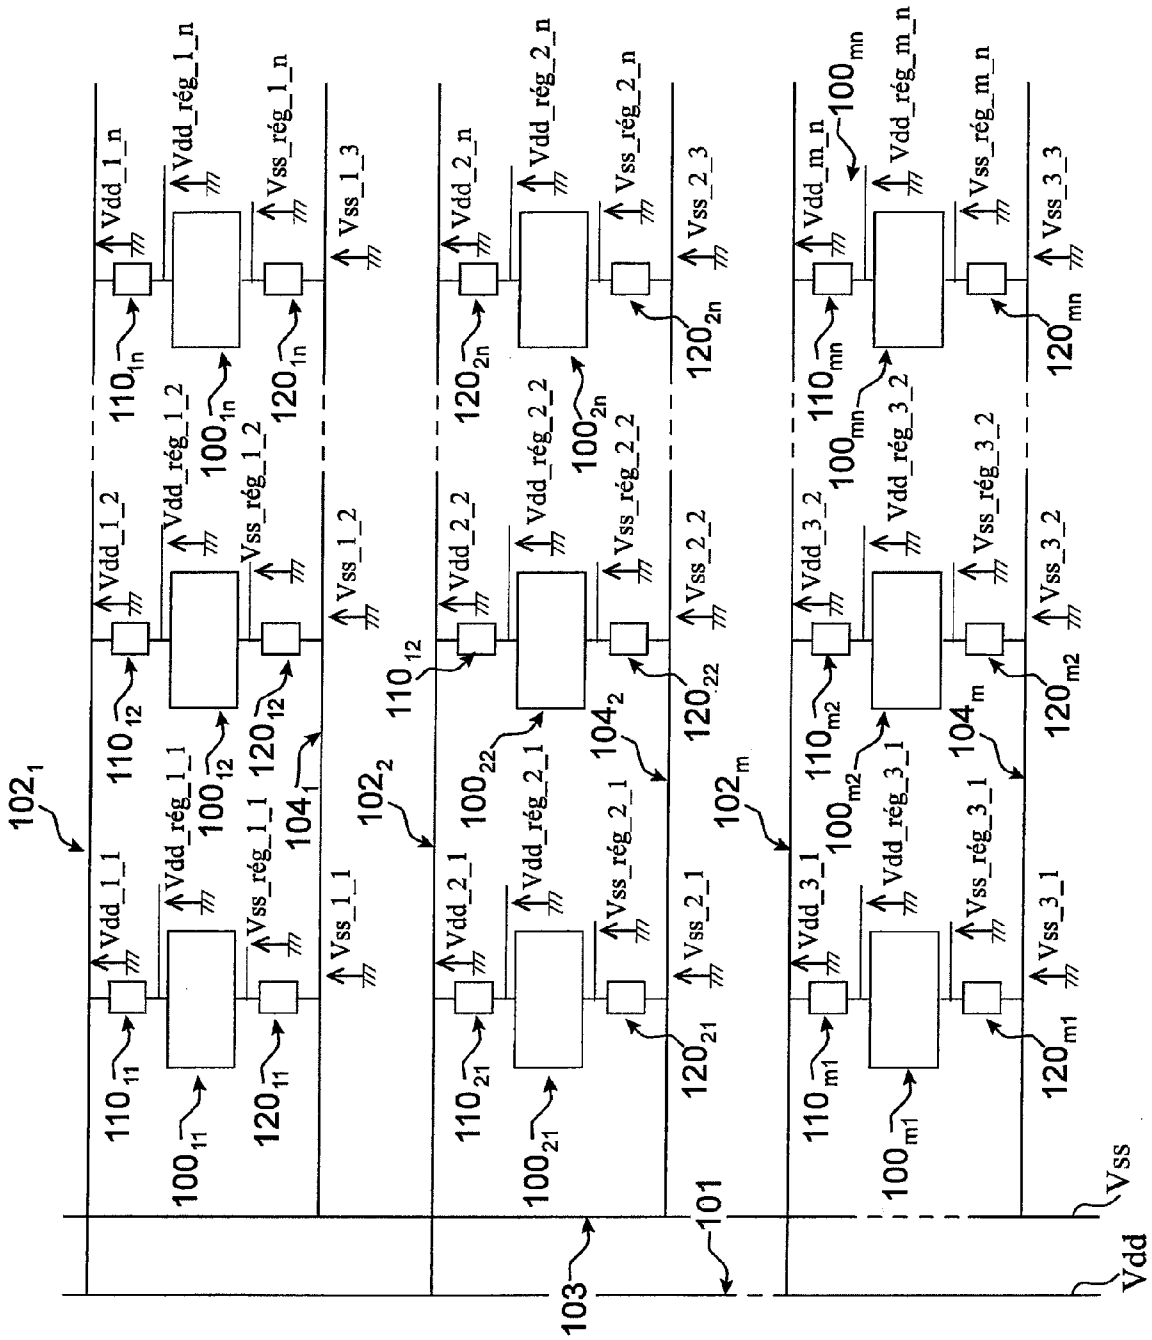 102₁
Vdd_1_1 Vdd_1_2 Vdd_1_n
110₁₁ 110₁₂ 110₁ₙ
Vdd_rég_1_1 Vdd_rég_1_2 Vdd_rég_1_n
100₁₁ 100₁₂ 100₁ₙ
Vss_rég_1_1 Vss_rég_1_2 Vss_rég_1_n
120₁₁ 120₁₂ 120₁ₙ
104₁
Vss_1_1 Vss_1_2 Vss_1_3
102₂
Vdd_2_1 Vdd_2_2 Vdd_2_n
110₂₁ 110₁₂ 120₂ₙ
Vdd_rég_2_1 Vdd_rég_2_2 Vdd_rég_2_n
100₂₁ 100₂₂ 100₂ₙ
Vss_rég_2_1 Vss_rég_2_2 Vss_rég_2_n
104₂
120₂₁ 120₂₂ 120₂ₙ
Vss_2_1 Vss_2_2 Vss_2_3
103
101
102ₘ
Vdd_3_1 Vdd_3_2 Vdd_m_n
110ₘ₁ 110ₘ₂ 110ₘₙ
100ₘₙ
Vdd_rég_3_1 Vdd_rég_3_2 Vdd_rég_m_n
100ₘ₁ 100ₘ₂ 100ₘₙ
Vss_rég_3_1 Vss_rég_3_2 Vss_rég_m_n
104ₘ
120ₘ₁ 120ₘ₂ 120ₘₙ
Vss_3_1 Vss_3_2 Vss_3_3
Vss
Vdd